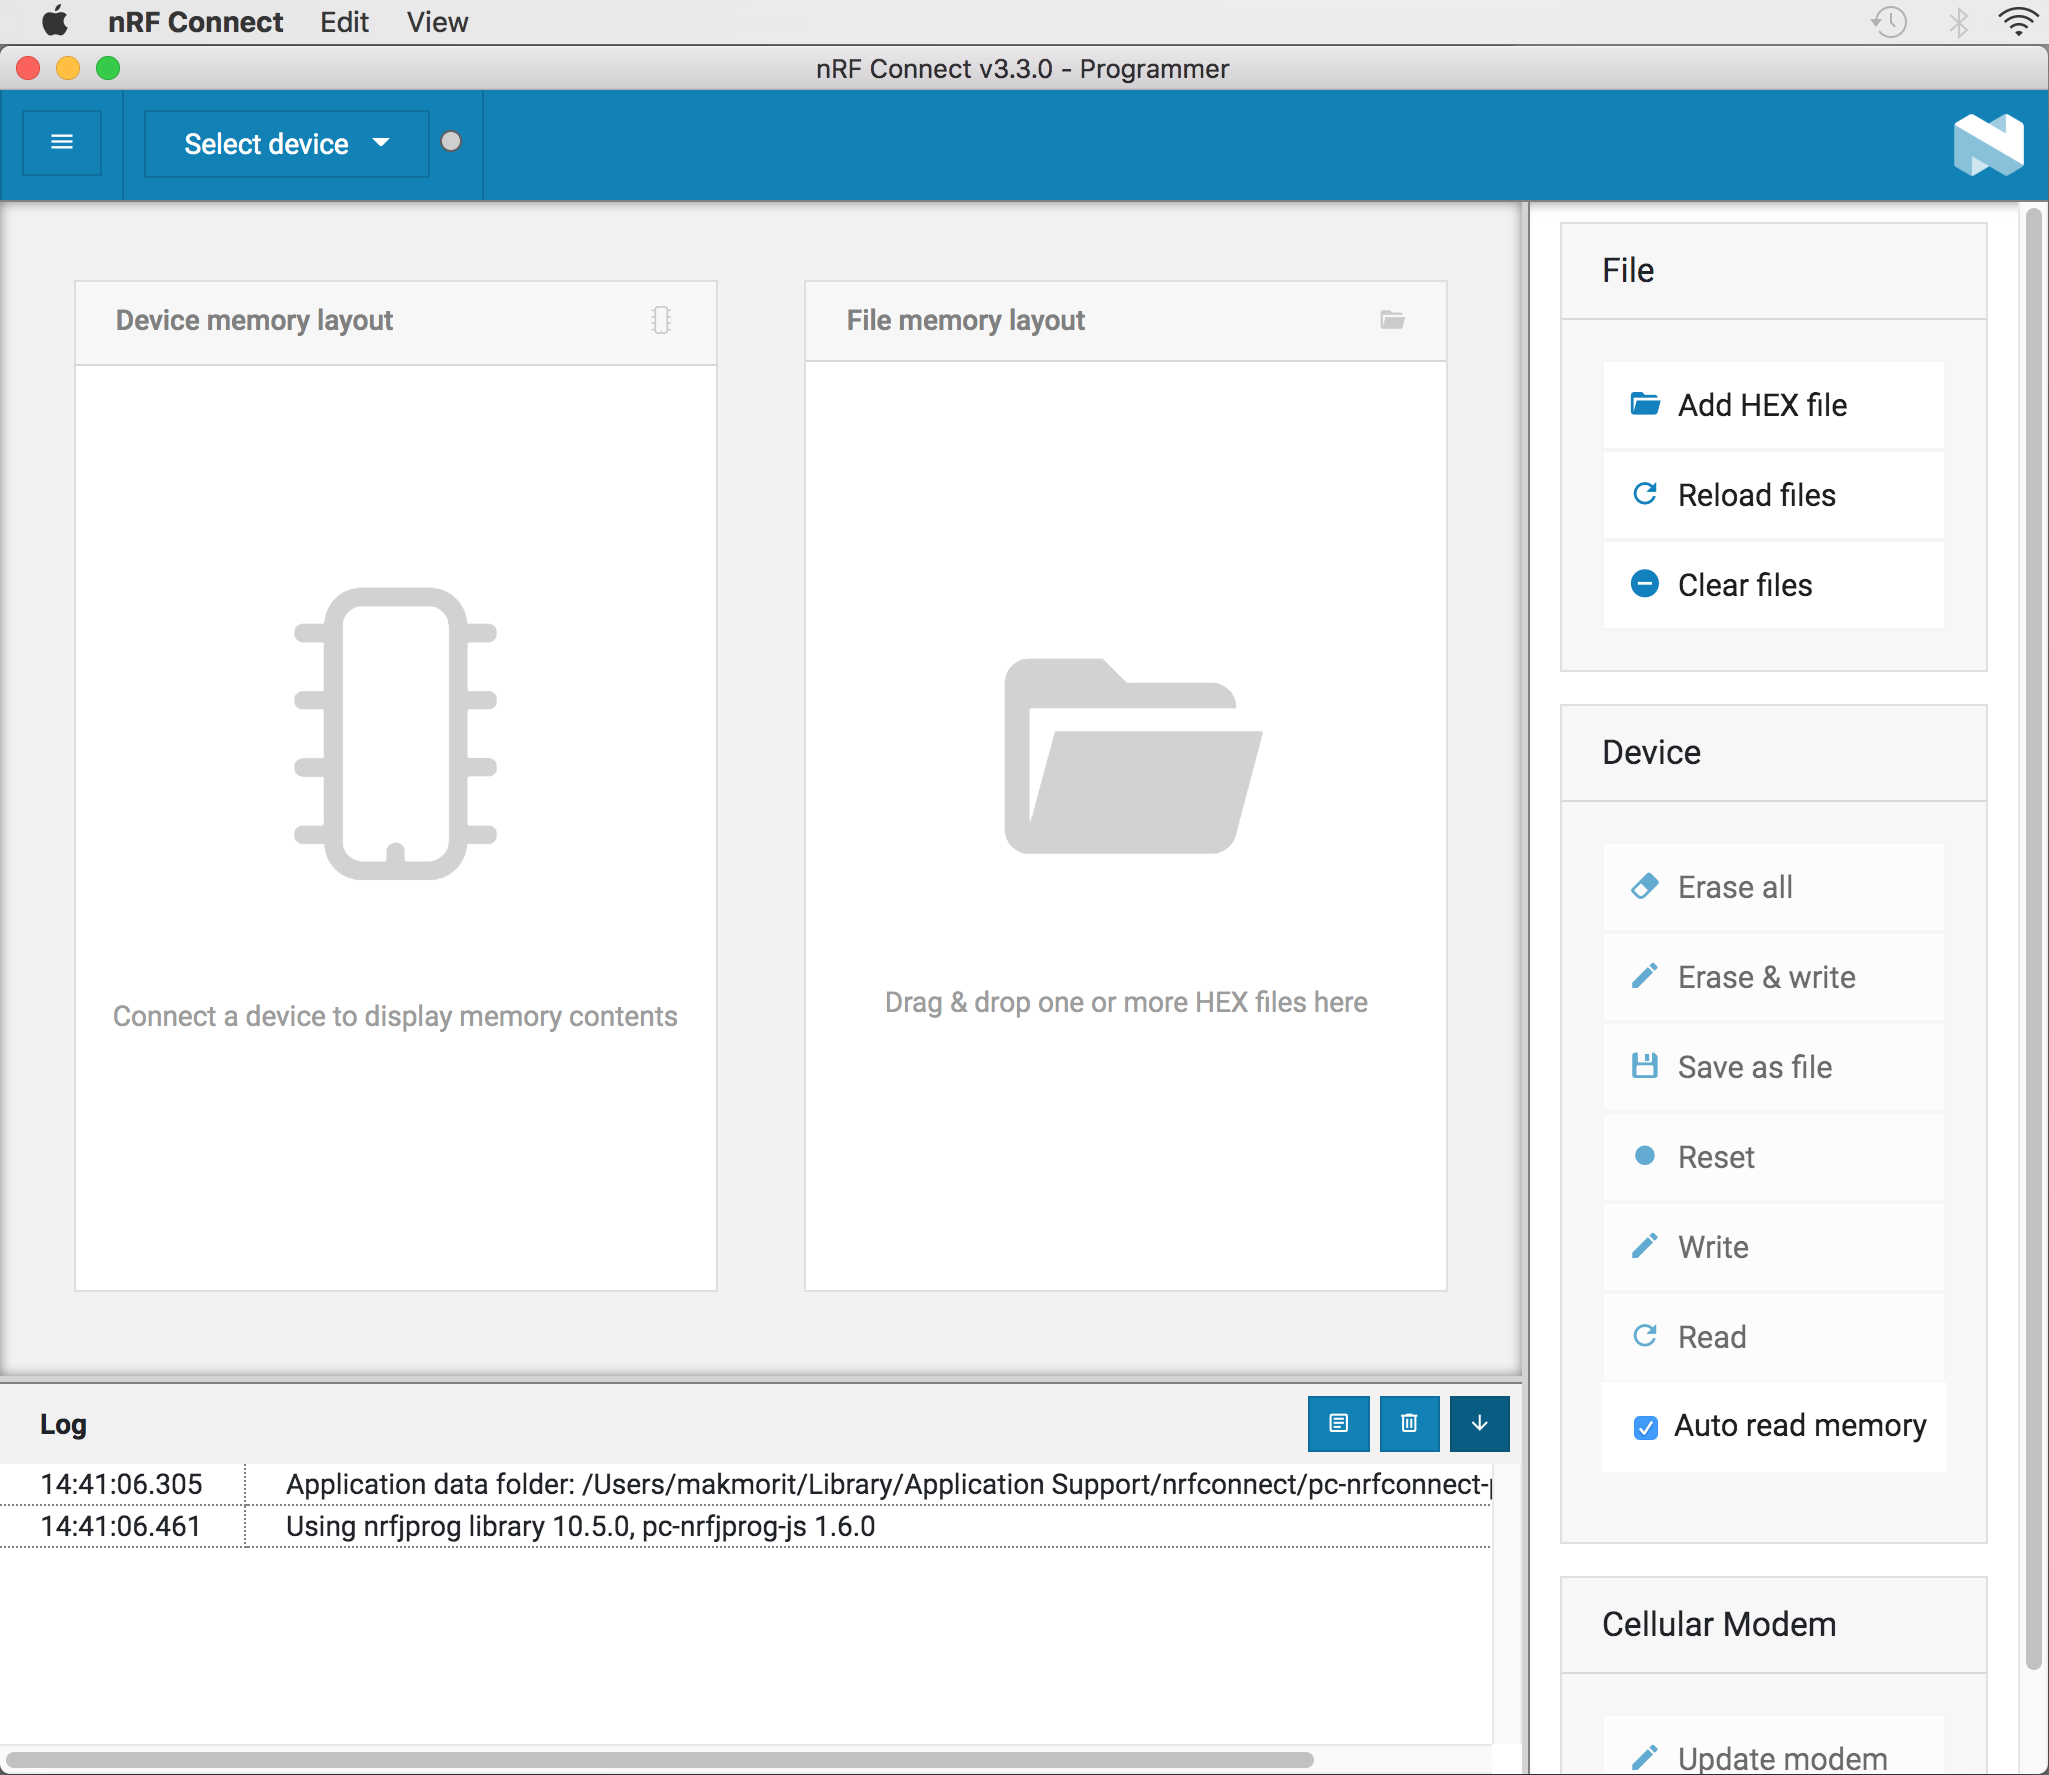 nRF Connect Edit View
nRF Connect v3.3.0 - Programmer
Select device
Device memory layout
Connect a device to display memory contents
File memory layout
Drag & drop one or more HEX files here
File
Add HEX file
Reload files
Clear files
Device
Erase all
Erase & write
Save as file
Reset
Write
Read
Auto read memory
Cellular Modem
Update modem
Log
14:41:06.305 Application data folder: /Users/makmorit/Library/Application Support/nrfconnect/pc-nrfconnect-
14:41:06.461 Using nrfjprog library 10.5.0, pc-nrfjprog-js 1.6.0